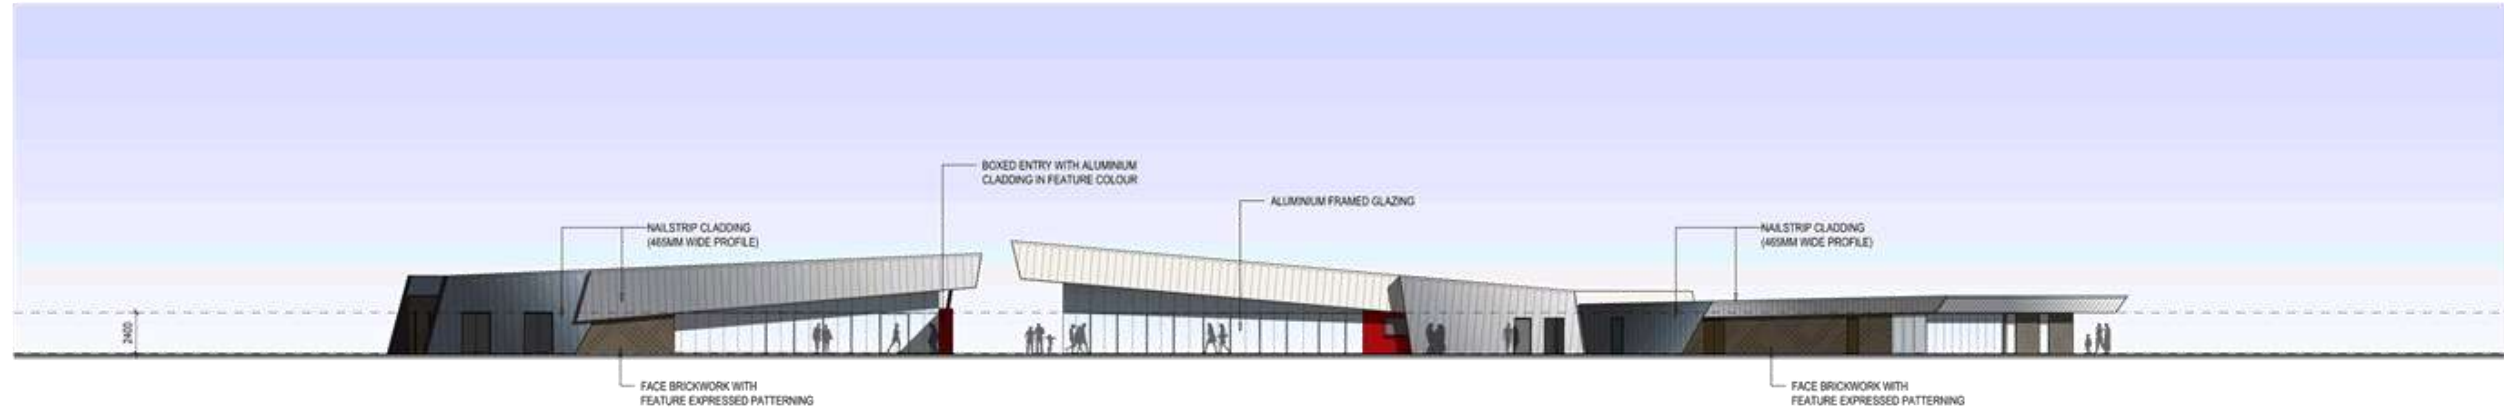 BOXED ENTRY WITH ALUMINIUM
CLADDING IN FEATURE COLOUR
ALUMINIUM FRAMED GLAZING
NAILSTRIP CLADDING
(465MM WIDE PROFILE)
NAILSTRIP CLADDING
(465MM WIDE PROFILE)
2400
FACE BRICKWORK WITH
FEATURE EXPRESSED PATTERNING
FACE BRICKWORK WITH
FEATURE EXPRESSED PATTERNING